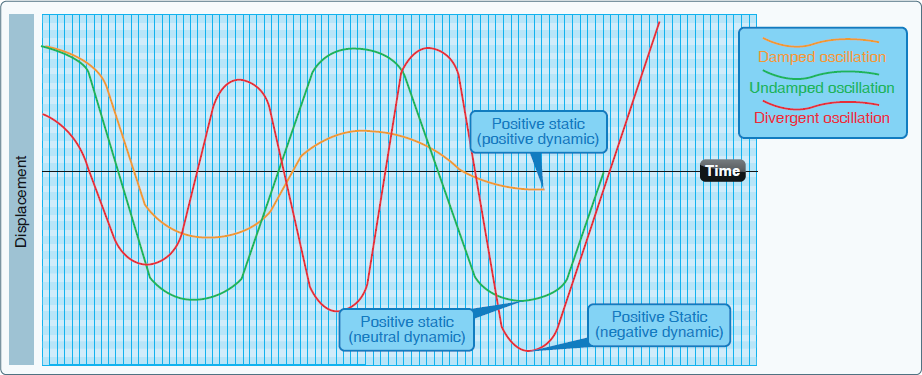 Displacement
Damped oscillation
Undamped oscillation
Divergent oscillation
Positive static
(positive dynamic)
Time
Positive static
(neutral dynamic)
Positive Static
(negative dynamic)